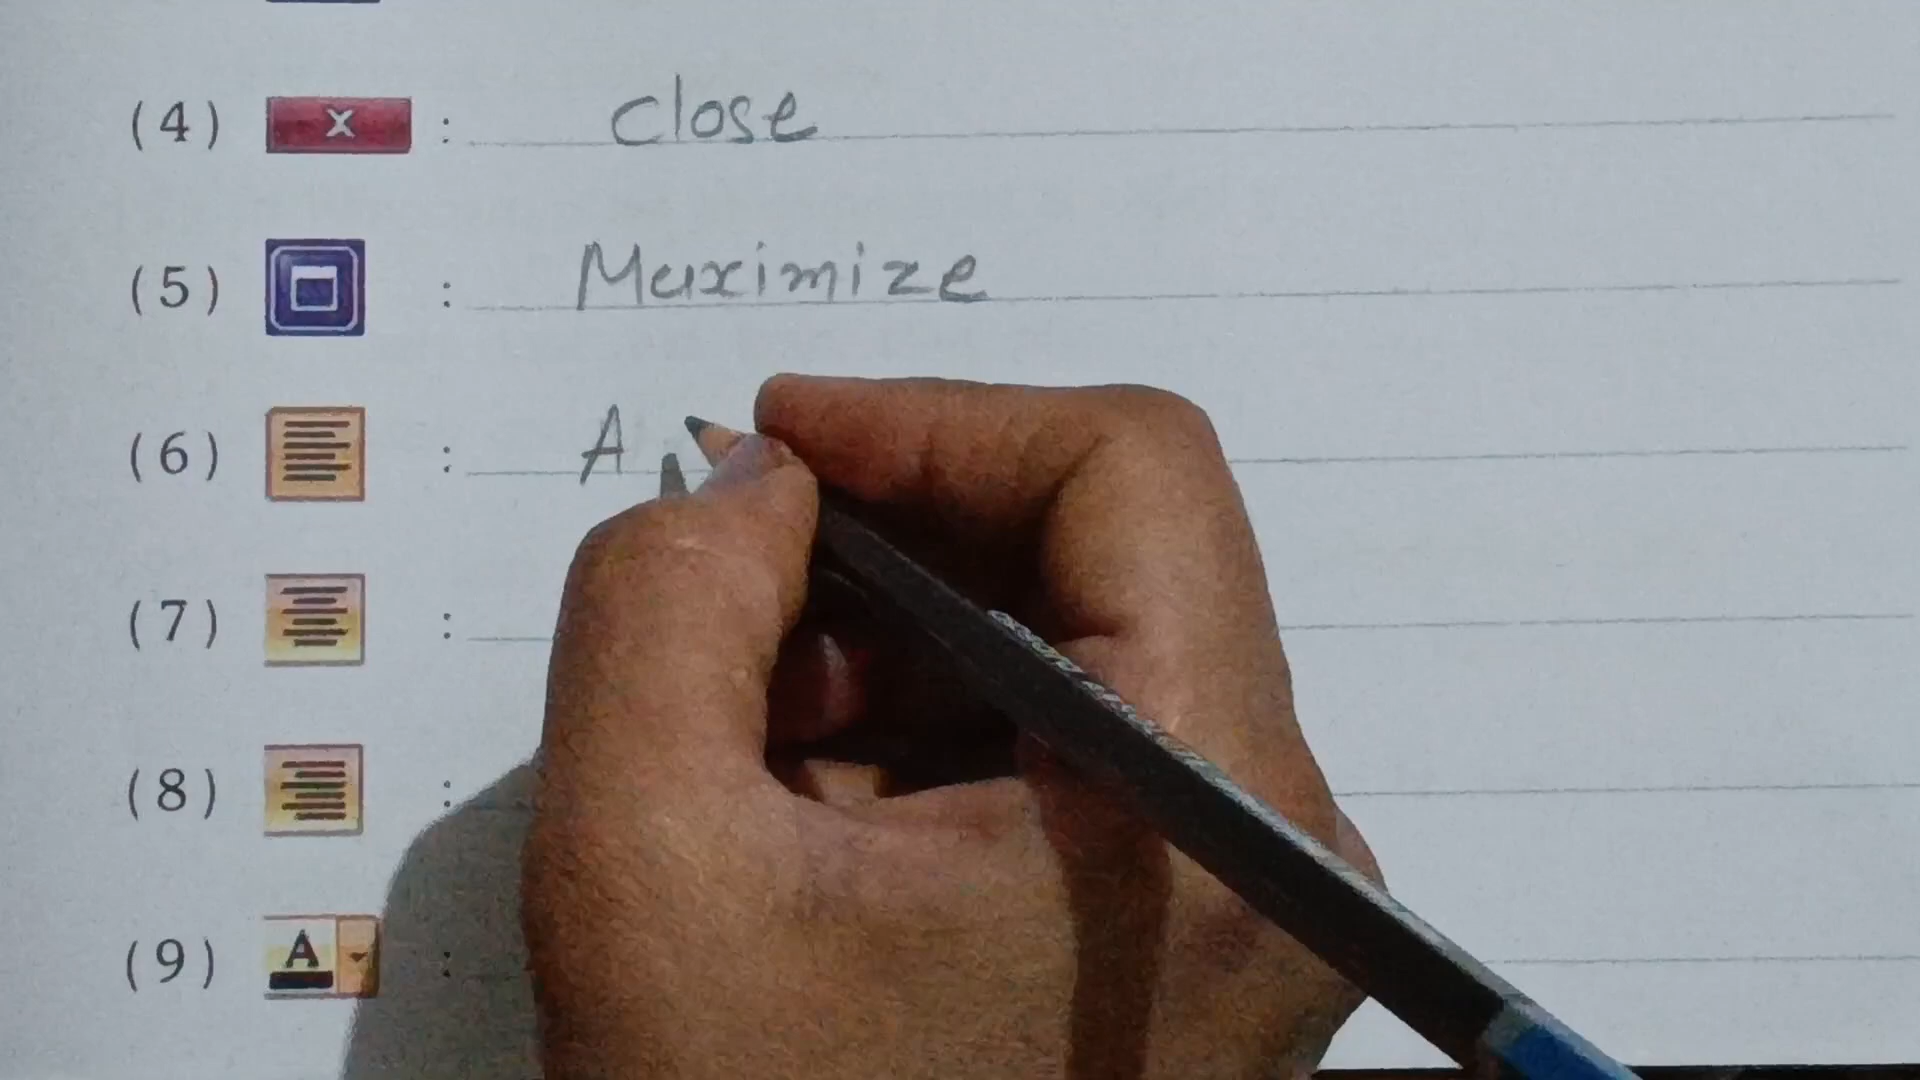 (4) X : close
(5) : Maximize
(6) : A
(7) :
(8) :
(9) A :